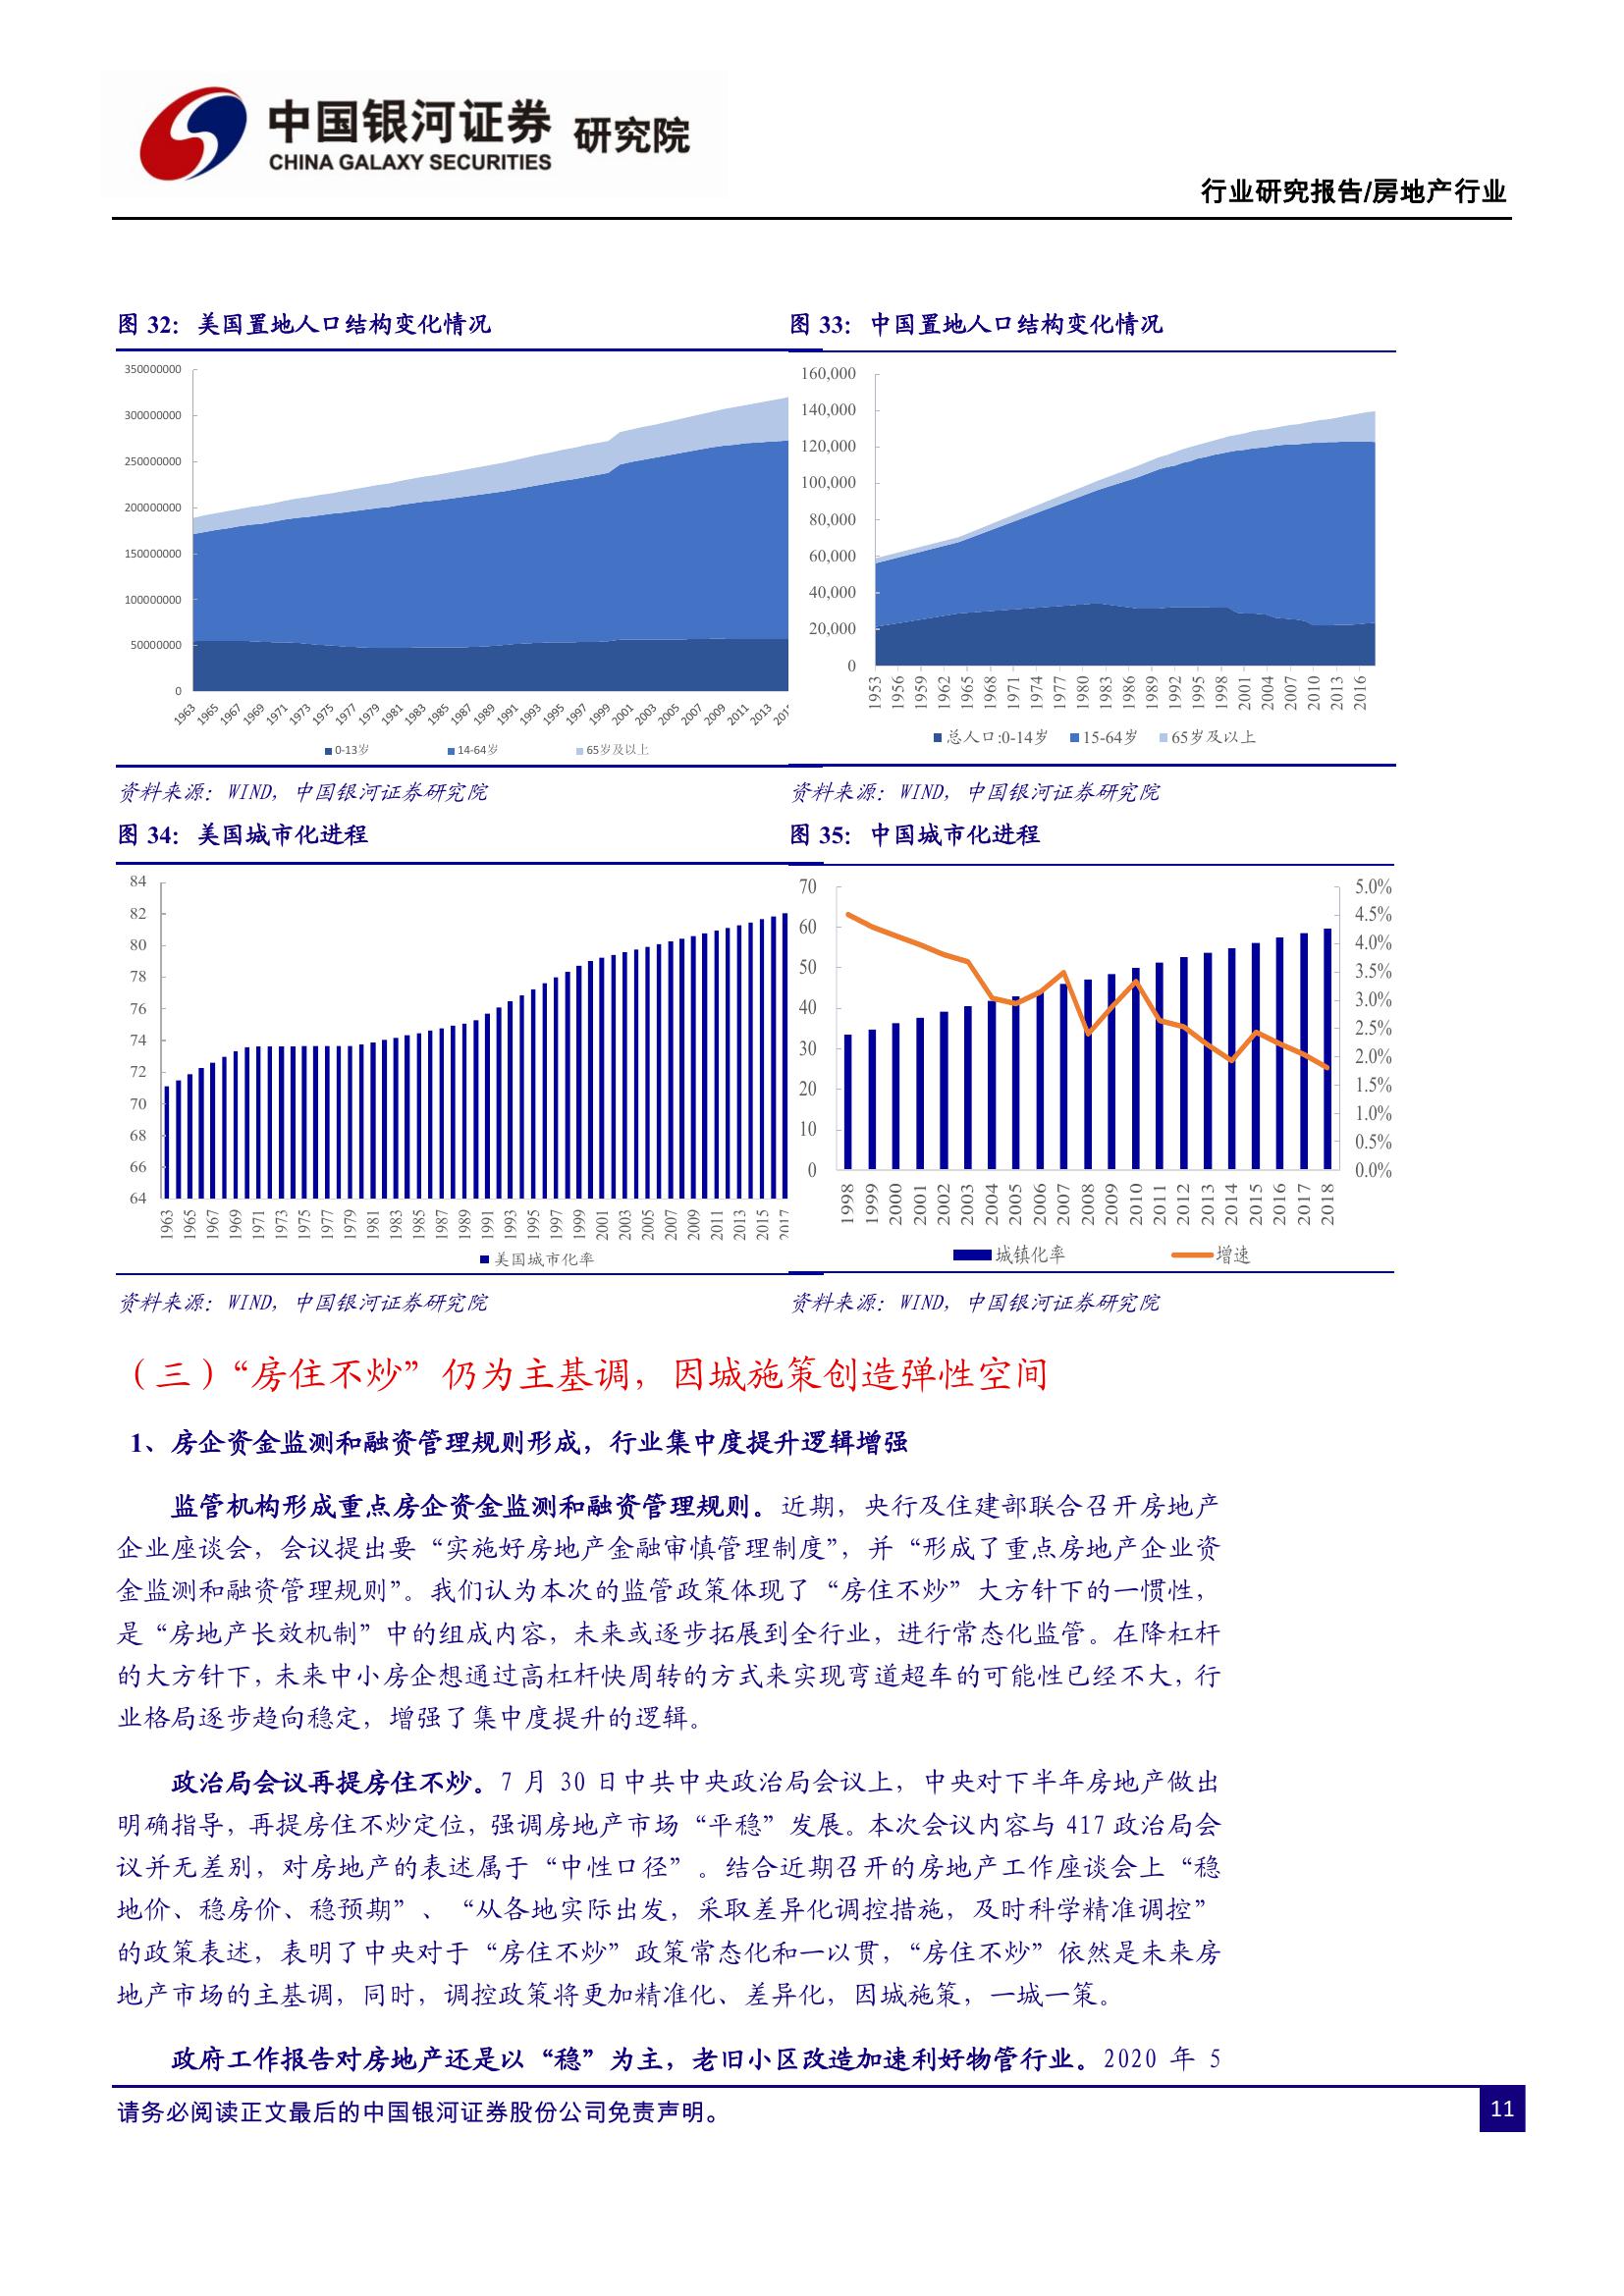 中国银河证券 研究院
CHINA GALAXY SECURITIES
行业研究报告/房地产行业
图 32：美国置地人口结构变化情况
350000000
300000000
250000000
200000000
150000000
100000000
50000000
0
1963 1965 1967 1969 1971 1973 1975 1977 1979 1981 1983 1985 1987 1989 1991 1993 1995 1997 1999 2001 2003 2005 2007 2009 2011 2013
0-13岁 14-64岁 65岁及以上
资料来源：WIND，中国银河证券研究院
图 33：中国置地人口结构变化情况
160,000
140,000
120,000
100,000
80,000
60,000
40,000
20,000
0
1953 1956 1959 1962 1965 1968 1971 1974 1977 1980 1983 1986 1989 1992 1995 1998 2001 2004 2007 2010 2013 2016
总人口:0-14岁 15-64岁 65岁及以上
资料来源：WIND，中国银河证券研究院
图 34：美国城市化进程
84
82
80
78
76
74
72
70
68
66
64
1963 1965 1967 1969 1971 1973 1975 1977 1979 1981 1983 1985 1987 1989 1991 1993 1995 1997 1999 2001 2003 2005 2007 2009 2011 2013 2015 2017
美国城市化率
资料来源：WIND，中国银河证券研究院
图 35：中国城市化进程
70 5.0%
60 4.5%
50 4.0%
40 3.5%
30 3.0%
20 2.5%
10 2.0%
0 1.5%
1.0%
0.5%
0.0%
1998 1999 2000 2001 2002 2003 2004 2005 2006 2007 2008 2009 2010 2011 2012 2013 2014 2015 2016 2017 2018
城镇化率 增速
资料来源：WIND，中国银河证券研究院
（三）“房住不炒”仍为主基调，因城施策创造弹性空间
1、房企资金监测和融资管理规则形成，行业集中度提升逻辑增强
监管机构形成重点房企资金监测和融资管理规则。近期，央行及住建部联合召开房地产
企业座谈会，会议提出要“实施好房地产金融审慎管理制度”，并“形成了重点房地产企业资
金监测和融资管理规则”。我们认为本次的监管政策体现了“房住不炒”大方针下的一惯性，
是“房地产长效机制”中的组成内容，未来或逐步拓展到全行业，进行常态化监管。在降杠杆
的大方针下，未来中小房企想通过高杠杆快周转的方式来实现弯道超车的可能性已经不大，行
业格局逐步趋向稳定，增强了集中度提升的逻辑。
政治局会议再提房住不炒。7 月 30 日中共中央政治局会议上，中央对下半年房地产做出
明确指导，再提房住不炒定位，强调房地产市场“平稳”发展。本次会议内容与 417 政治局会
议并无差别，对房地产的表述属于“中性口径”。结合近期召开的房地产工作座谈会上“稳
地价、稳房价、稳预期”、“从各地实际出发，采取差异化调控措施，及时科学精准调控”
的政策表述，表明了中央对于“房住不炒”政策常态化和一以贯，“房住不炒”依然是未来房
地产市场的主基调，同时，调控政策将更加精准化、差异化，因城施策，一城一策。
政府工作报告对房地产还是以“稳”为主，老旧小区改造加速利好物管行业。2020 年 5
请务必阅读正文最后的中国银河证券股份公司免责声明。
11